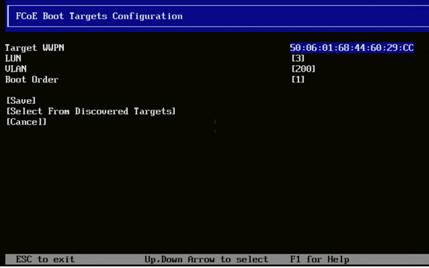 FCoE Boot Targets Configuration
Target WWPN 50:06:01:68:44:60:29:CC
LUN [3]
VLAN [200]
Boot Order [1]
[Save]
[Select From Discovered Targets]
[Cancel]
ESC to exit Up,Down Arrow to select F1 for Help